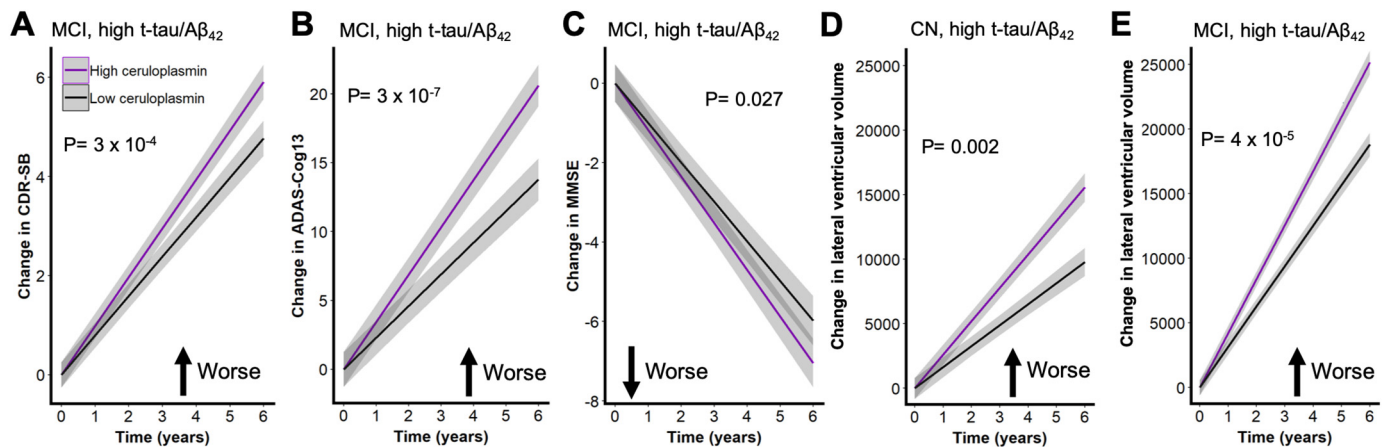 A MCI, high t-tau/Aβ42
High ceruloplasmin
Low ceruloplasmin
P= 3 x 10-4
Worse
Change in CDR-SB
6
4
2
0
0 1 2 3 4 5 6
Time (years)
B MCI, high t-tau/Aβ42
P= 3 x 10-7
Worse
Change in ADAS-Cog13
20
15
10
5
0
0 1 2 3 4 5 6
Time (years)
C MCI, high t-tau/Aβ42
P= 0.027
Worse
Change in MMSE
0
-2
-4
-6
-8
0 1 2 3 4 5 6
Time (years)
D CN, high t-tau/Aβ42
P= 0.002
Worse
Change in lateral ventricular volume
25000
20000
15000
10000
5000
0
0 1 2 3 4 5 6
Time (years)
E MCI, high t-tau/Aβ42
P= 4 x 10-5
Worse
Change in lateral ventricular volume
25000
20000
15000
10000
5000
0
0 1 2 3 4 5 6
Time (years)